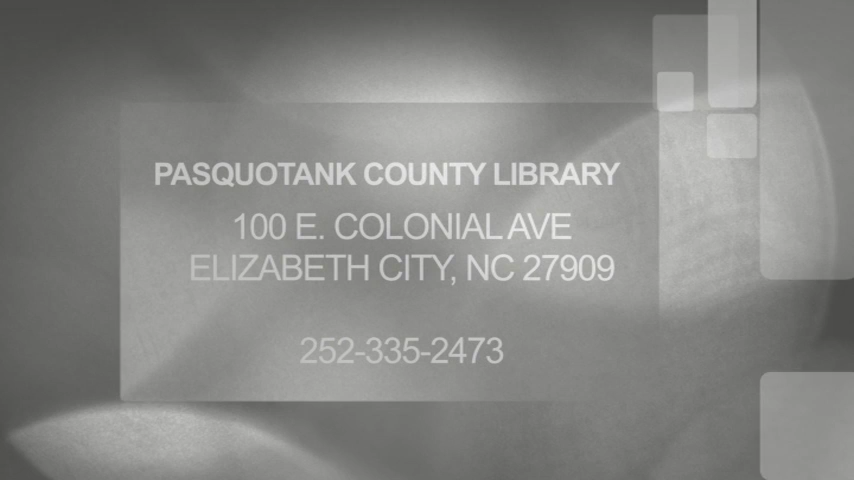 PASQUOTANK COUNTY LIBRARY
100 E. COLONIAL AVE
ELIZABETH CITY, NC 27909
252-335-2473